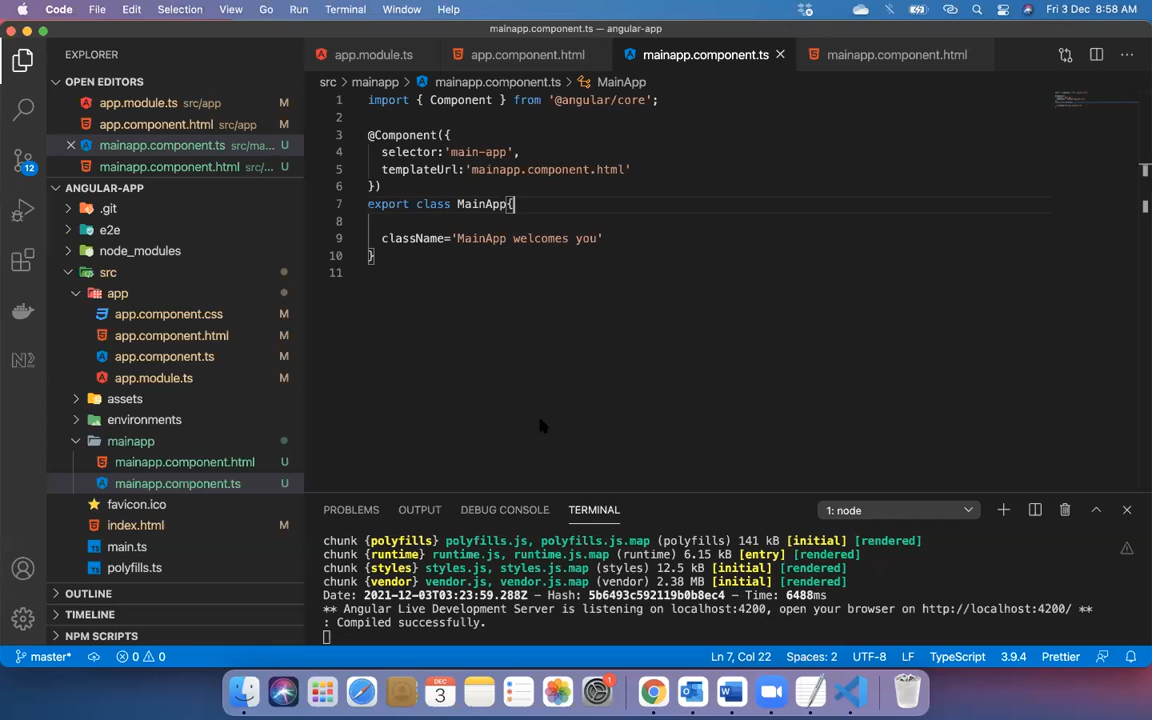 Code File Edit Selection View Go Run Terminal Window Help Fri 3 Dec 8:58 AM
mainapp.component.ts — angular-app
EXPLORER
app.module.ts app.component.html mainapp.component.ts mainapp.component.html
OPEN EDITORS
app.module.ts src/app M
app.component.html src/app M
mainapp.component.ts src/ma... U
mainapp.component.html src/... U
ANGULAR-APP
.git
e2e
node_modules
src
app
app.component.css M
app.component.html M
app.component.ts M
app.module.ts M
assets
environments
mainapp
mainapp.component.html U
mainapp.component.ts U
favicon.ico
index.html M
main.ts
polyfills.ts
OUTLINE
TIMELINE
NPM SCRIPTS
12
src > mainapp > mainapp.component.ts > MainApp
1 import { Component } from '@angular/core';
2
3 @Component({
4 selector:'main-app',
5 templateUrl:'mainapp.component.html'
6 })
7 export class MainApp{
8
9 className='MainApp welcomes you'
10 }
11
PROBLEMS OUTPUT DEBUG CONSOLE TERMINAL 1: node
chunk {polyfills} polyfills.js, polyfills.js.map (polyfills) 141 kB [initial] [rendered]
chunk {runtime} runtime.js, runtime.js.map (runtime) 6.15 kB [entry] [rendered]
chunk {styles} styles.js, styles.js.map (styles) 12.5 kB [initial] [rendered]
chunk {vendor} vendor.js, vendor.js.map (vendor) 2.38 MB [initial] [rendered]
Date: 2021-12-03T03:23:59.288Z - Hash: 5b6493c592119b0b8ec4 - Time: 6488ms
** Angular Live Development Server is listening on localhost:4200, open your browser on http://localhost:4200/ **
: Compiled successfully.
master* 0 0 Ln 7, Col 22 Spaces: 2 UTF-8 LF TypeScript 3.9.4 Prettier
DEC
3
1